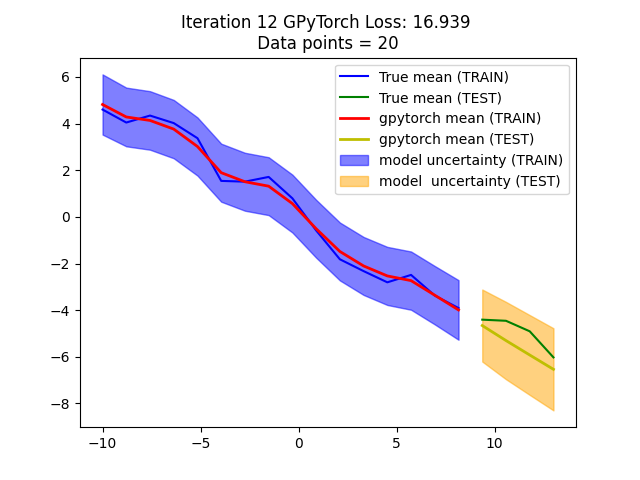 Iteration 12 GPyTorch Loss: 16.939
Data points = 20
True mean (TRAIN)
True mean (TEST)
gpytorch mean (TRAIN)
gpytorch mean (TEST)
model uncertainty (TRAIN)
model  uncertainty (TEST)
6
4
2
0
−2
−4
−6
−8
−10
−5
0
5
10